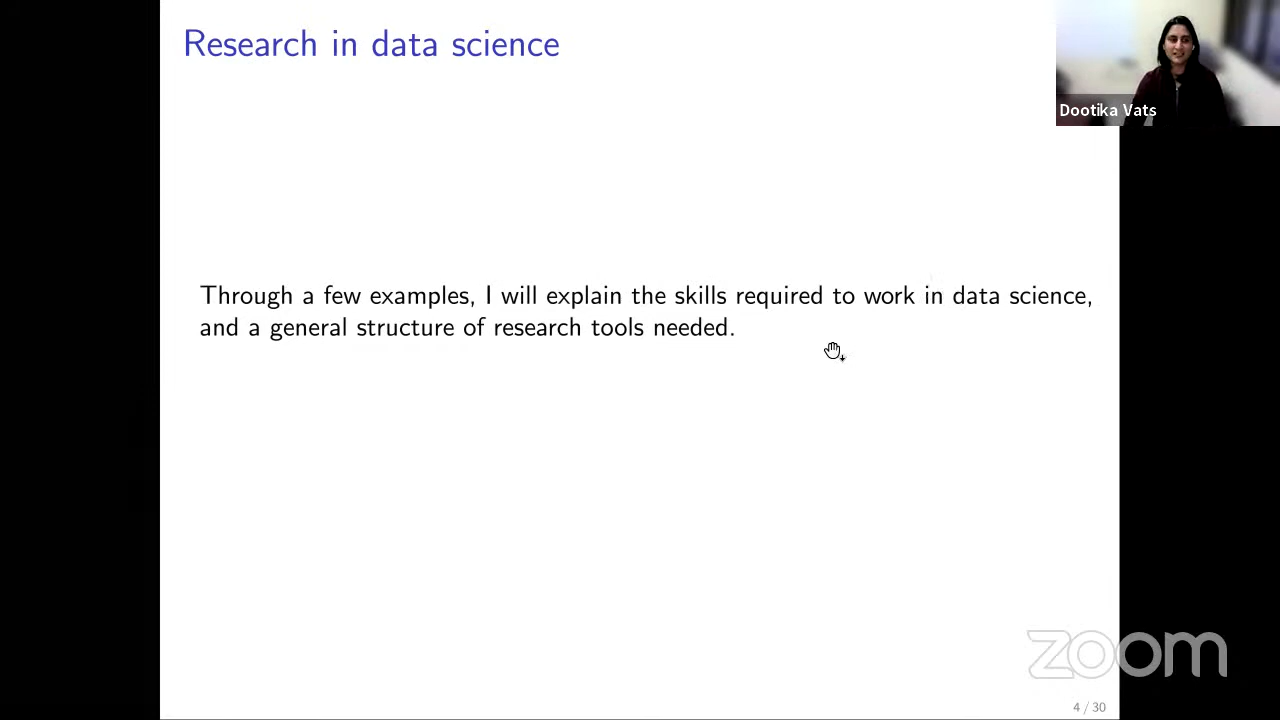 Research in data science
Dootika Vats
Through a few examples, I will explain the skills required to work in data science,
and a general structure of research tools needed.
zoom
4 / 30